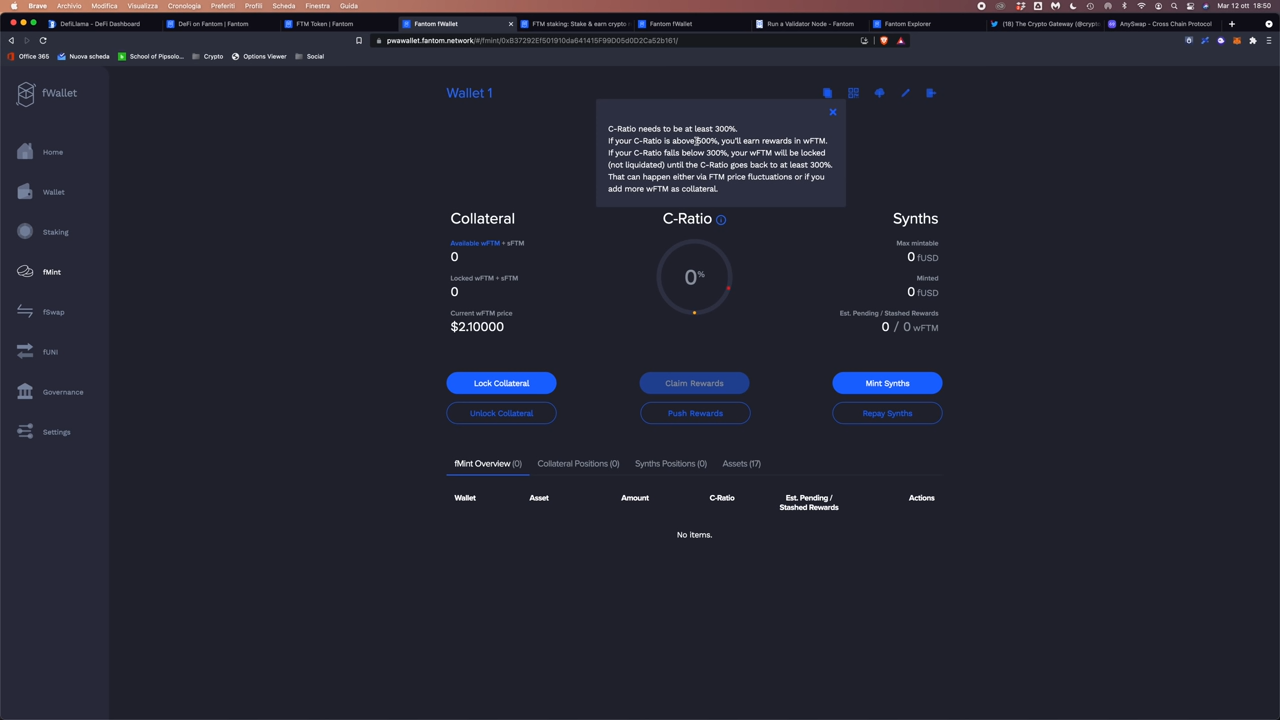 Brave Archivio Modifica Visualizza Cronologia Preferiti Profili Scheda Finestra Guida Mar 12 ott 18:50
DefiLlama - DeFi Dashboard DeFi on Fantom | Fantom FTM Token | Fantom Fantom fWallet FTM staking: Stake & earn crypto Fantom fWallet Run a Validator Node - Fantom Fantom Explorer (18) The Crypto Gateway (@crypt AnySwap - Cross Chain Protocol
pwawallet.fantom.network/#/fmint/0xB37292Ef501910da641415F99D05d0D2Ca52b161/
Office 365 Nuova scheda School of Pipsolo... Crypto Options Viewer Social
fWallet
Wallet 1
C-Ratio needs to be at least 300%.
If your C-Ratio is above 500%, you'll earn rewards in wFTM.
If your C-Ratio falls below 300%, your wFTM will be locked
(not liquidated) until the C-Ratio goes back to at least 300%.
That can happen either via FTM price fluctuations or if you
add more wFTM as collateral.
Home
Wallet
Staking
fMint
fSwap
fUNI
Governance
Settings
Collateral C-Ratio Synths
Available wFTM + sFTM
0
Locked wFTM + sFTM
0
Current wFTM price
$2.10000
0%
Max mintable
0 fUSD
Minted
0 fUSD
Est. Pending / Stashed Rewards
0 / 0 wFTM
Lock Collateral Claim Rewards Mint Synths
Unlock Collateral Push Rewards Repay Synths
fMint Overview (0) Collateral Positions (0) Synths Positions (0) Assets (17)
Wallet Asset Amount C-Ratio Est. Pending / Stashed Rewards Actions
No items.